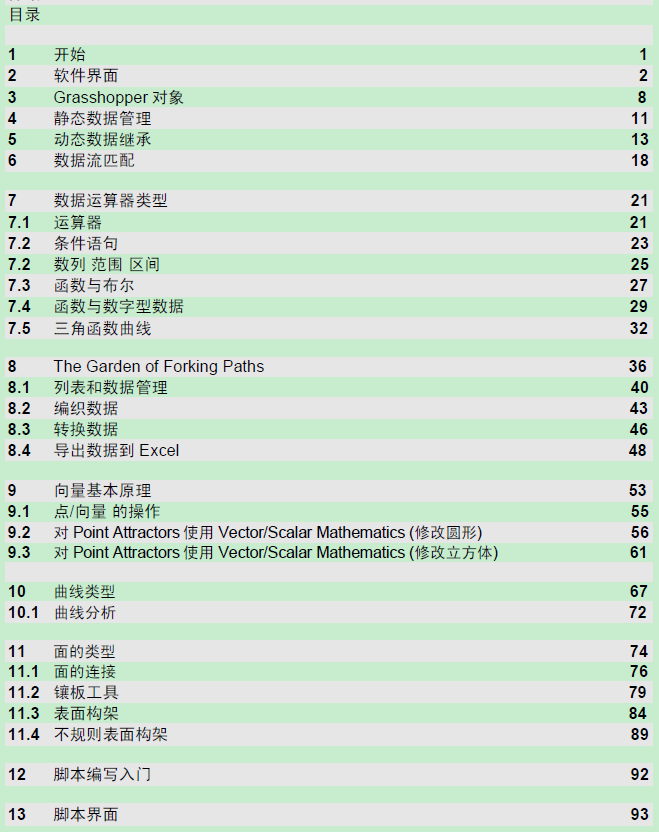 目录
1 开始 1
2 软件界面 2
3 Grasshopper 对象 8
4 静态数据管理 11
5 动态数据继承 13
6 数据流匹配 18
7 数据运算器类型 21
7.1 运算器 21
7.2 条件语句 23
7.2 数列 范围 区间 25
7.3 函数与布尔 27
7.4 函数与数字型数据 29
7.5 三角函数曲线 32
8 The Garden of Forking Paths 36
8.1 列表和数据管理 40
8.2 编织数据 43
8.3 转换数据 46
8.4 导出数据到 Excel 48
9 向量基本原理 53
9.1 点/向量 的操作 55
9.2 对 Point Attractors 使用 Vector/Scalar Mathematics (修改圆形) 56
9.3 对 Point Attractors 使用 Vector/Scalar Mathematics (修改立方体) 61
10 曲线类型 67
10.1 曲线分析 72
11 面的类型 74
11.1 面的连接 76
11.2 镶板工具 79
11.3 表面构架 84
11.4 不规则表面构架 89
12 脚本编写入门 92
13 脚本界面 93